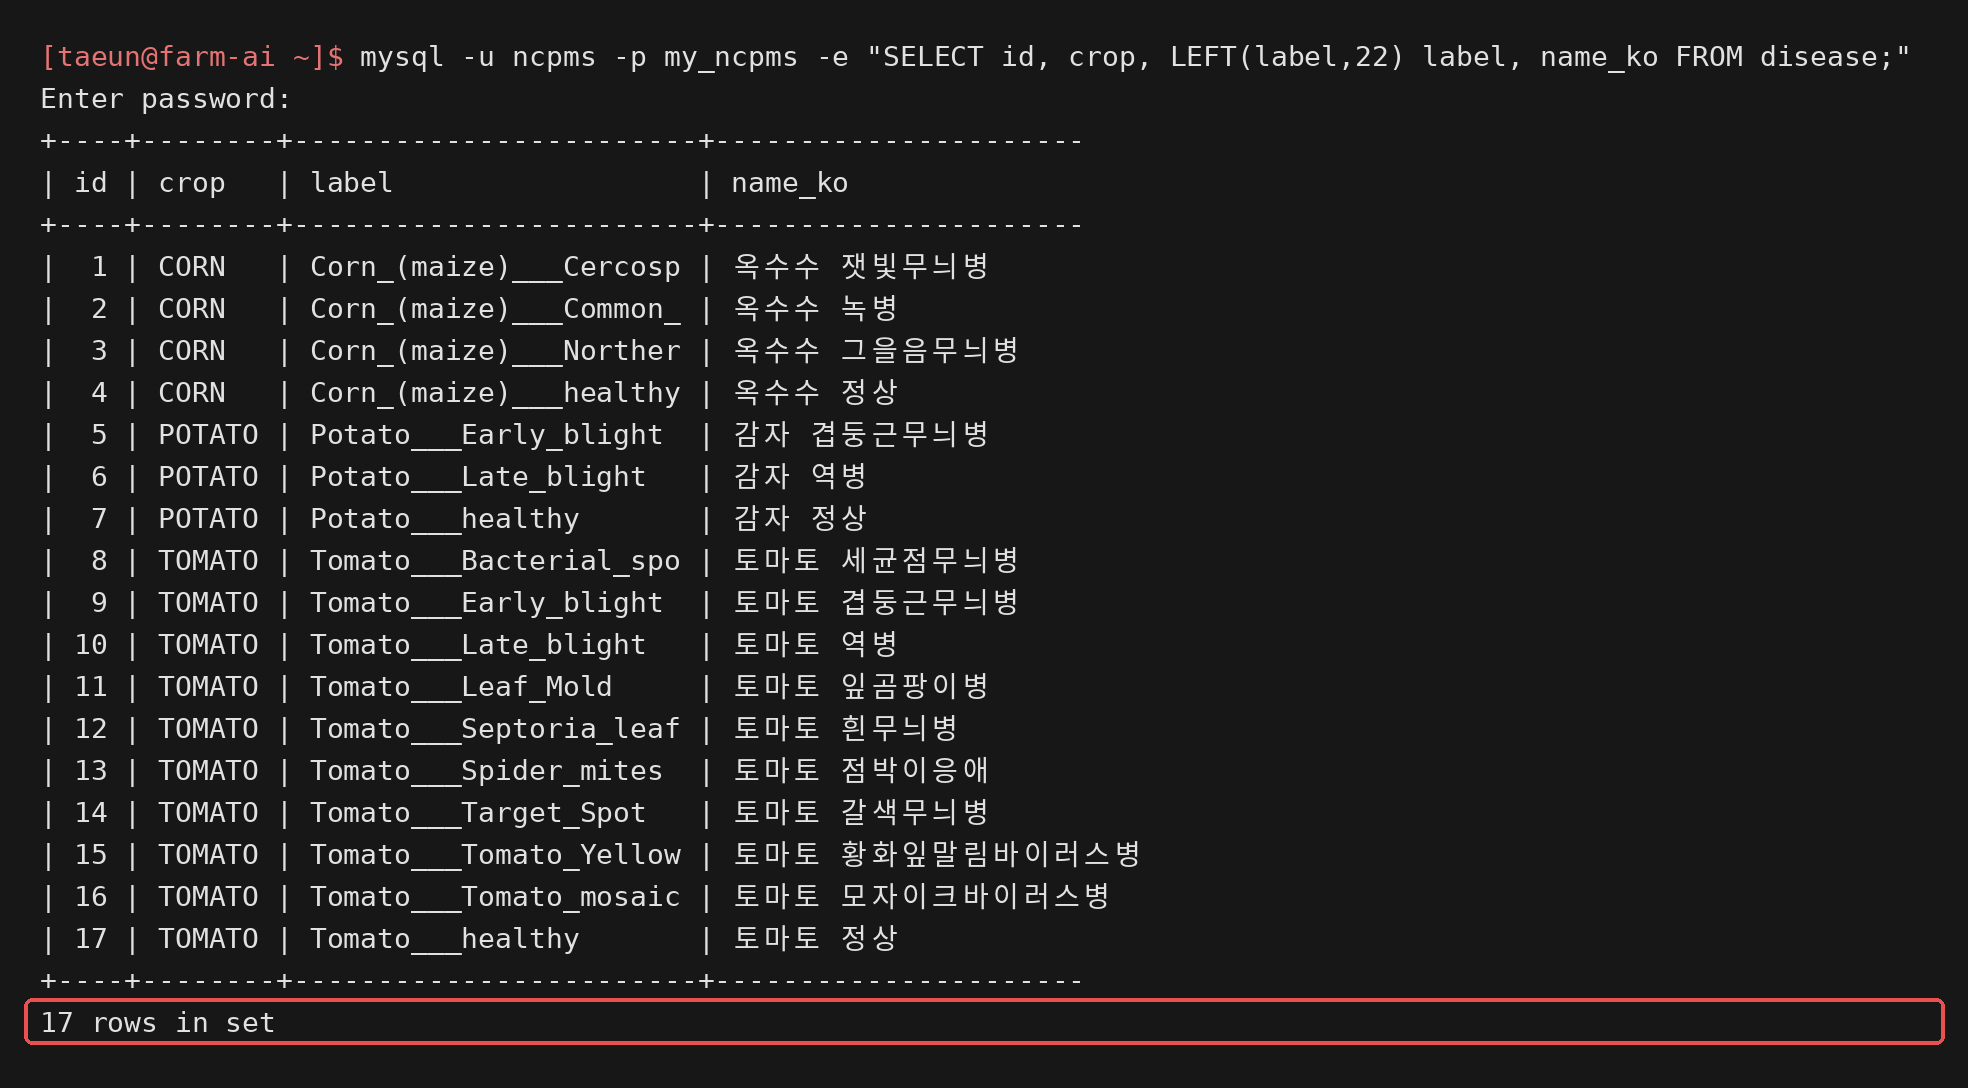 [taeun@farm-ai ~]$ mysql -u ncpms -p my_ncpms -e "SELECT id, crop, LEFT(label,22) label, name_ko FROM disease;"
Enter password:
+----+--------+------------------------+----------------------
| id | crop   | label                  | name_ko
+----+--------+------------------------+----------------------
|  1 | CORN   | Corn_(maize)___Cercosp | 옥수수 잿빛무늬병
|  2 | CORN   | Corn_(maize)___Common_ | 옥수수 녹병
|  3 | CORN   | Corn_(maize)___Norther | 옥수수 그을음무늬병
|  4 | CORN   | Corn_(maize)___healthy | 옥수수 정상
|  5 | POTATO | Potato___Early_blight  | 감자 겹둥근무늬병
|  6 | POTATO | Potato___Late_blight   | 감자 역병
|  7 | POTATO | Potato___healthy       | 감자 정상
|  8 | TOMATO | Tomato___Bacterial_spo | 토마토 세균점무늬병
|  9 | TOMATO | Tomato___Early_blight  | 토마토 겹둥근무늬병
| 10 | TOMATO | Tomato___Late_blight   | 토마토 역병
| 11 | TOMATO | Tomato___Leaf_Mold     | 토마토 잎곰팡이병
| 12 | TOMATO | Tomato___Septoria_leaf | 토마토 흰무늬병
| 13 | TOMATO | Tomato___Spider_mites  | 토마토 점박이응애
| 14 | TOMATO | Tomato___Target_Spot   | 토마토 갈색무늬병
| 15 | TOMATO | Tomato___Tomato_Yellow | 토마토 황화잎말림바이러스병
| 16 | TOMATO | Tomato___Tomato_mosaic | 토마토 모자이크바이러스병
| 17 | TOMATO | Tomato___healthy       | 토마토 정상
+----+--------+------------------------+----------------------
17 rows in set